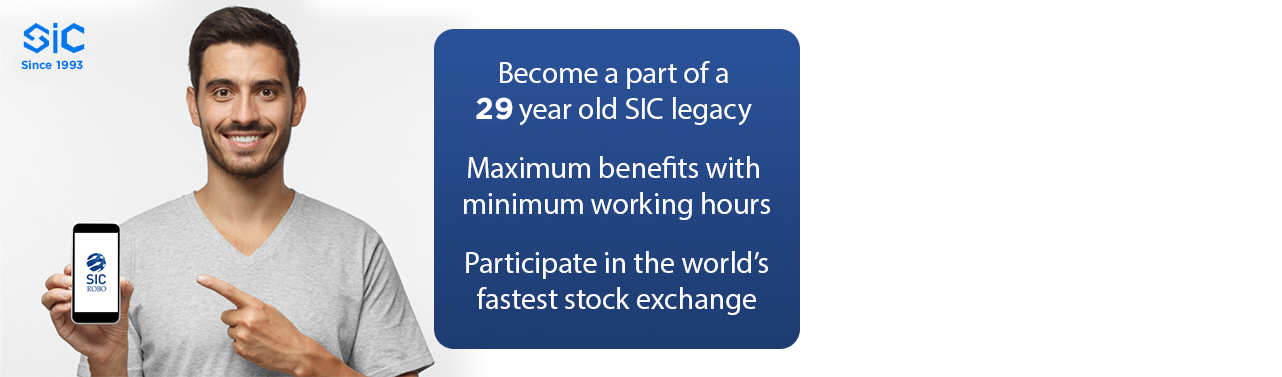 SIC
Since 1993
Become a part of a
29 year old SIC legacy
Maximum benefits with
minimum working hours
Participate in the world's
fastest stock exchange
SIC
ROBO